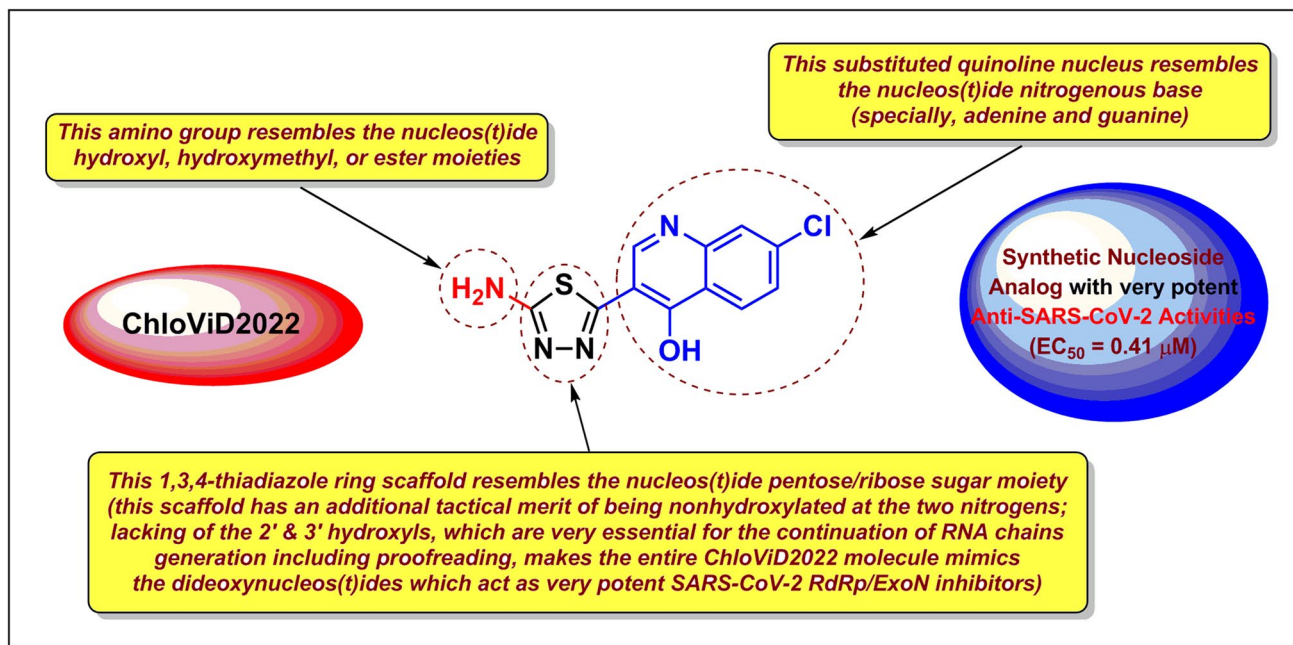 This substituted quinoline nucleus resembles
the nucleos(t)ide nitrogenous base
(specially, adenine and guanine)
This amino group resembles the nucleos(t)ide
hydroxyl, hydroxymethyl, or ester moieties
ChloViD2022
H₂N
S
N–N
N
Cl
OH
Synthetic Nucleoside
Analog with very potent
Anti-SARS-CoV-2 Activities
(EC₅₀ = 0.41 μM)
This 1,3,4-thiadiazole ring scaffold resembles the nucleos(t)ide pentose/ribose sugar moiety
(this scaffold has an additional tactical merit of being nonhydroxylated at the two nitrogens;
lacking of the 2' & 3' hydroxyls, which are very essential for the continuation of RNA chains
generation including proofreading, makes the entire ChloViD2022 molecule mimics
the dideoxynucleos(t)ides which act as very potent SARS-CoV-2 RdRp/ExoN inhibitors)